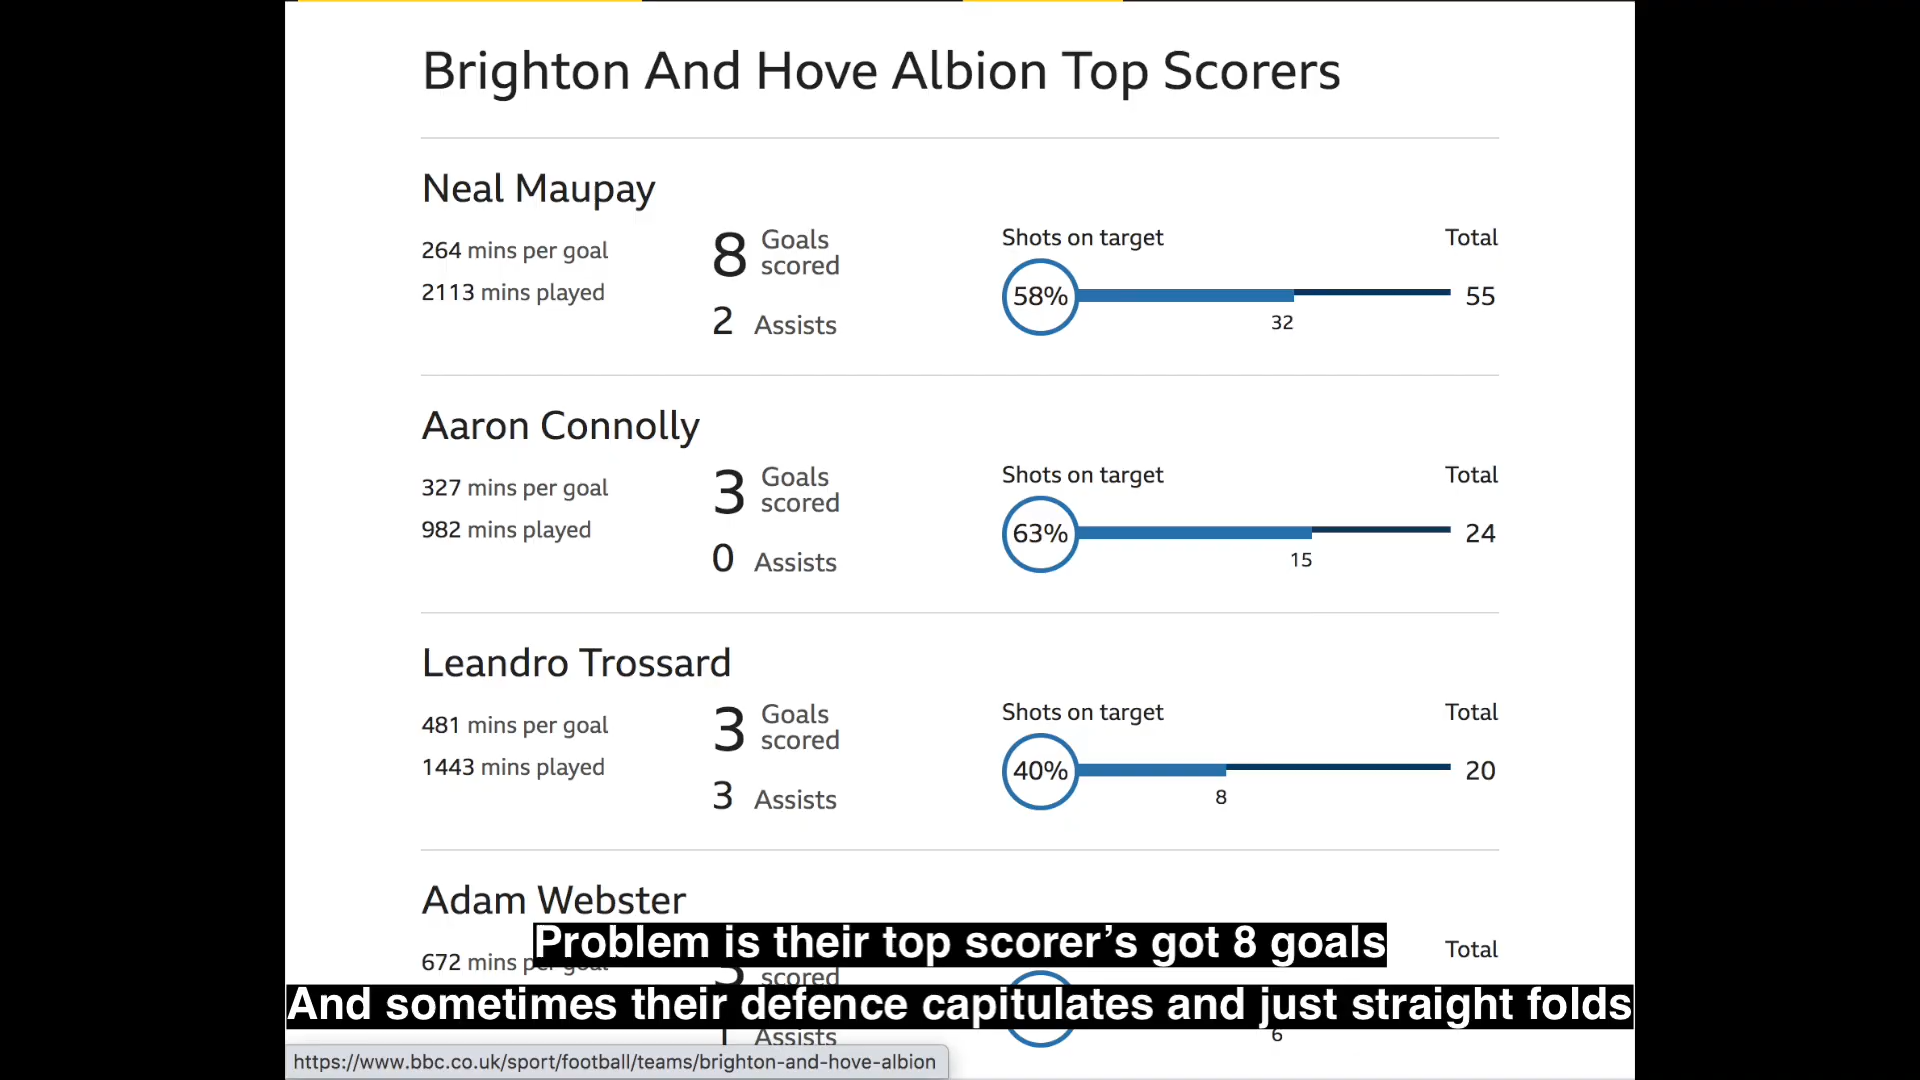 Brighton And Hove Albion Top Scorers
Neal Maupay
264 mins per goal
2113 mins played
8 Goals scored
2 Assists
Shots on target
Total
58%
32
55
Aaron Connolly
327 mins per goal
982 mins played
3 Goals scored
0 Assists
Shots on target
Total
63%
15
24
Leandro Trossard
481 mins per goal
1443 mins played
3 Goals scored
3 Assists
Shots on target
Total
40%
8
20
Adam Webster
672 mins per goal
3 scored
1 Assists
Total
6
Problem is their top scorer’s got 8 goals
And sometimes their defence capitulates and just straight folds
https://www.bbc.co.uk/sport/football/teams/brighton-and-hove-albion